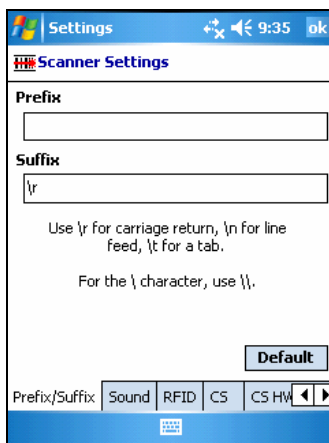 Settings 9:35 ok
Scanner Settings
Prefix
Suffix
\r
Use \r for carriage return, \n for line
feed, \t for a tab.
For the \ character, use \\.
Default
Prefix/Suffix Sound RFID CS CS HW